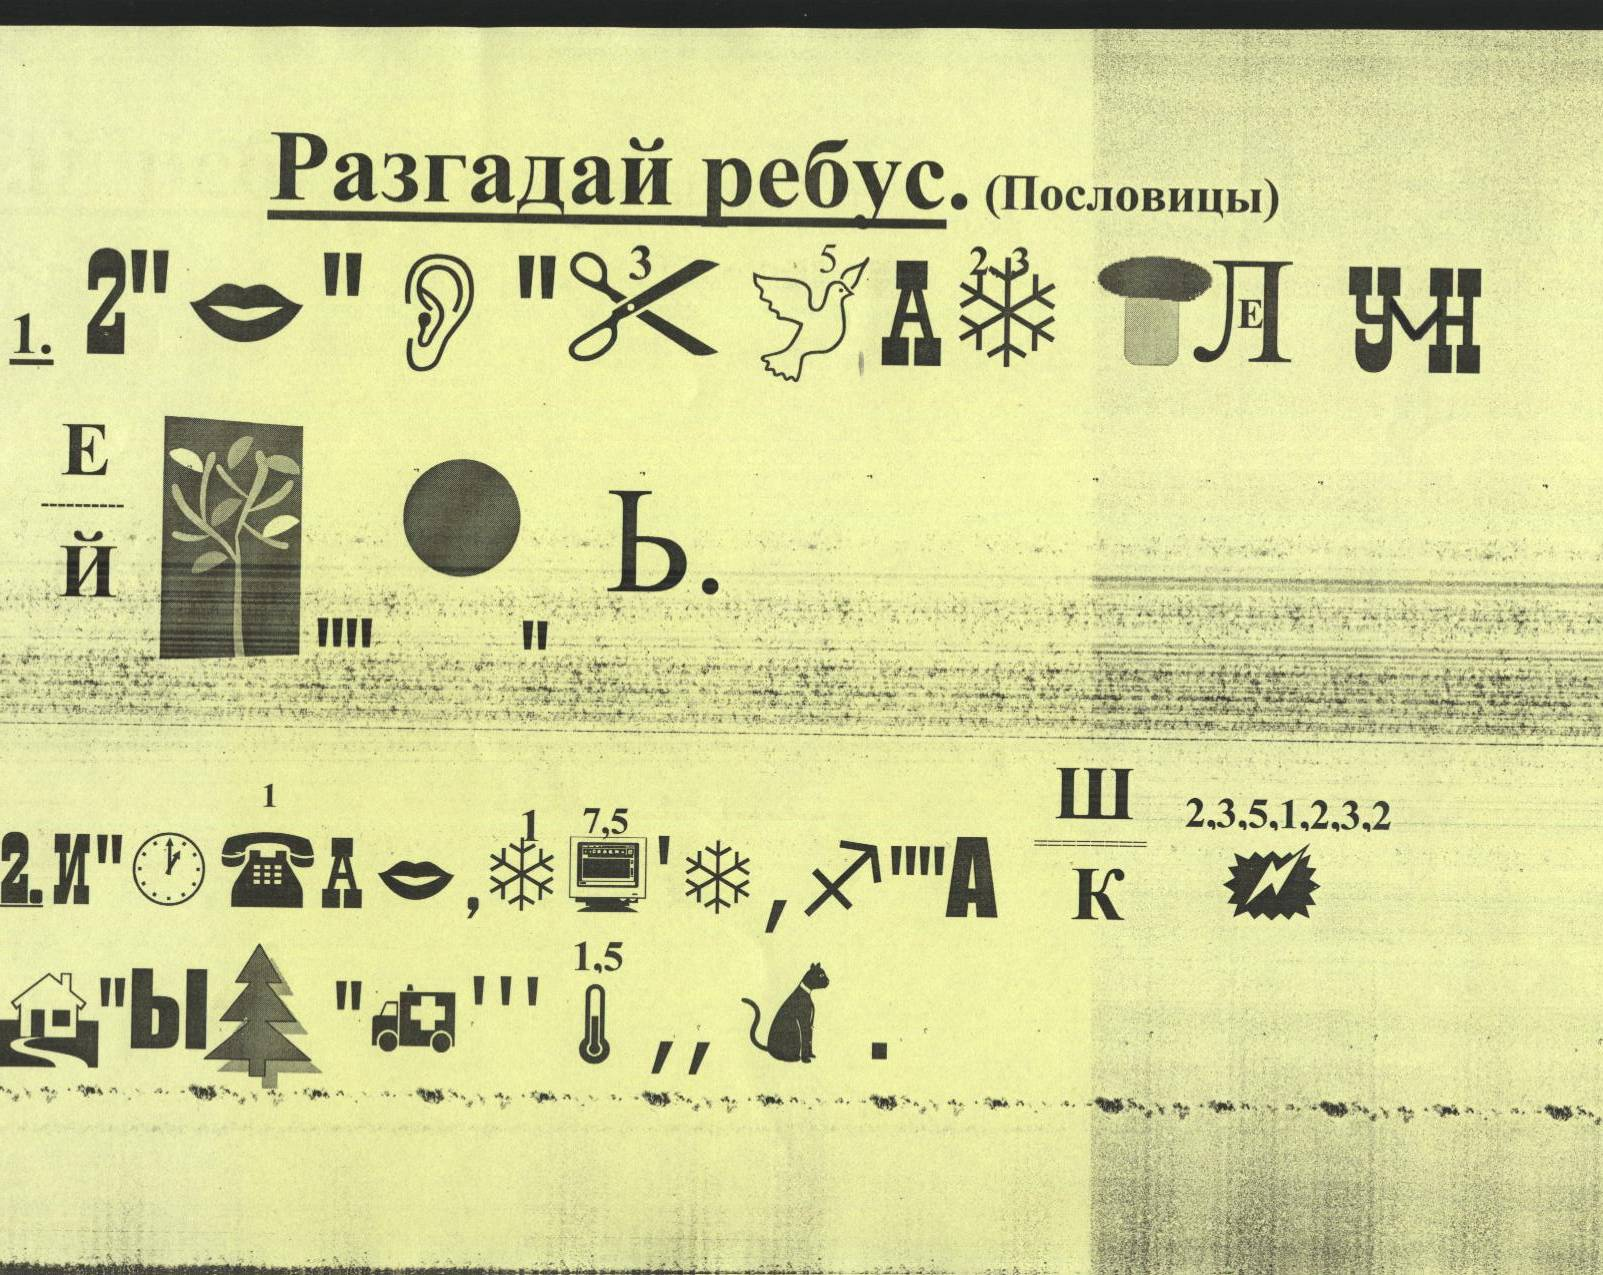 Разгадай ребус. (Пословицы)
1. 2" " " 3 5 А 2, 3 Л Е УМН
Е
Й
"" " Ь.
1 1 7,5 Ш 2,3,5,1,2,3,2
2. И" А , ' , ""А К
"Ы " ''' 1,5 ,, .